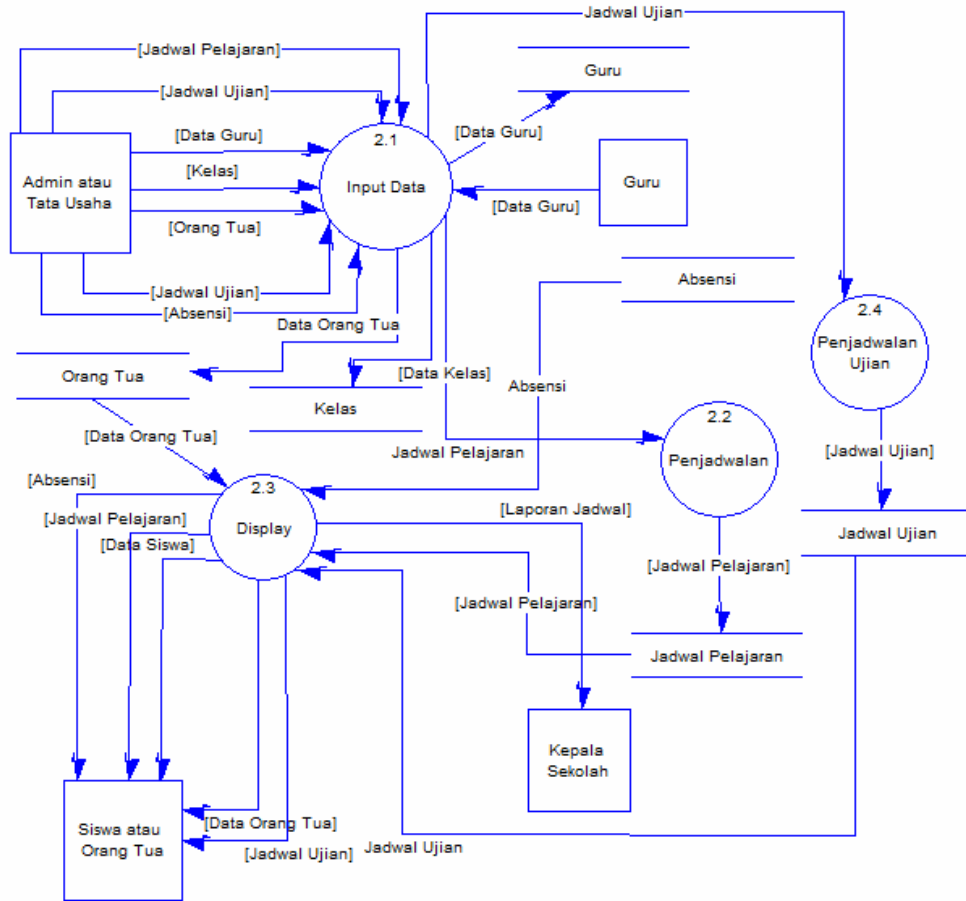 Jadwal Ujian
[Jadwal Pelajaran]
Guru
[Jadwal Ujian]
2.1
[Data Guru]
[Data Guru]
[Kelas]
Admin atau
Tata Usaha
Input Data
Guru
[Data Guru]
[Orang Tua]
Absensi
[Jadwal Ujian]
[Absensi]
2.4
Data Orang Tua
Penjadwalan
Ujian
Orang Tua
[Data Kelas]
Absensi
Kelas
2.2
[Data Orang Tua]
Jadwal Pelajaran
Penjadwalan
[Jadwal Ujian]
[Absensi]
2.3
[Jadwal Pelajaran]
[Laporan Jadwal]
Display
Jadwal Ujian
[Data Siswa]
[Jadwal Pelajaran]
[Jadwal Pelajaran]
Jadwal Pelajaran
Kepala
Sekolah
[Data Orang Tua]
Siswa atau
Orang Tua
[Jadwal Ujian]
Jadwal Ujian